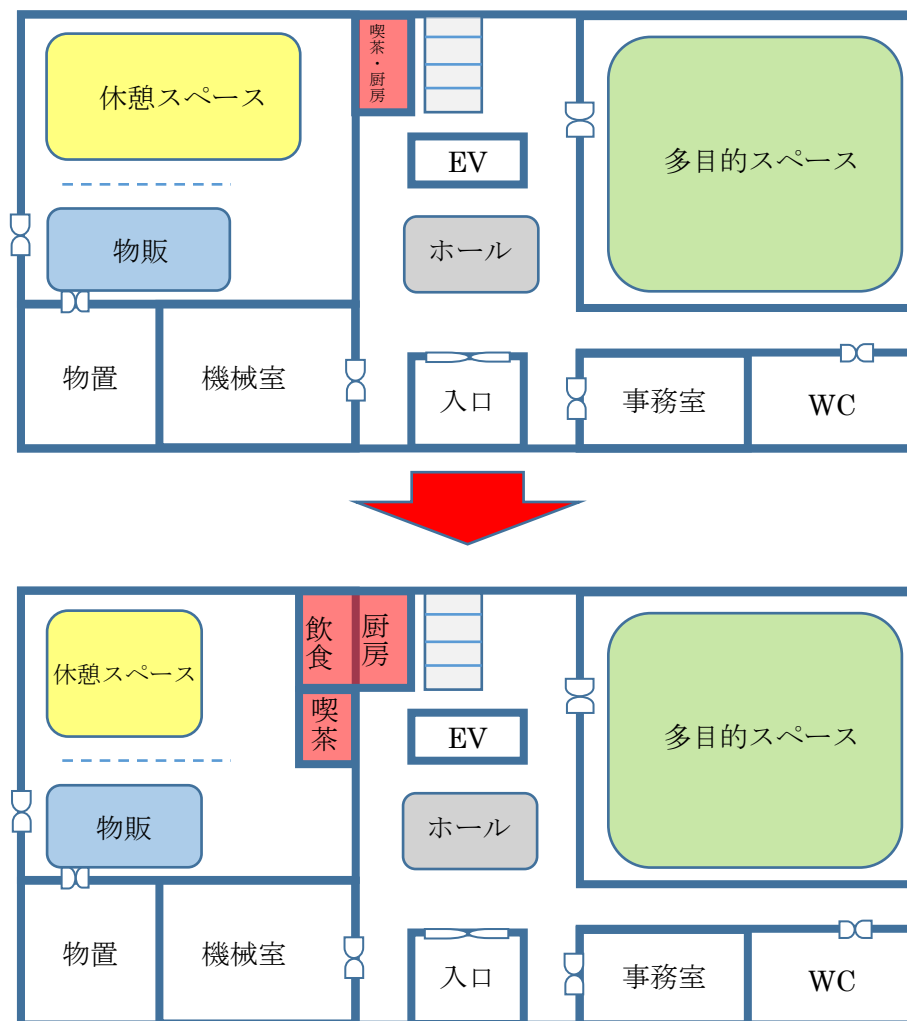 休憩スペース
喫茶・厨房
EV
多目的スペース
物販
ホール
物置
機械室
入口
事務室
WC
飲食
厨房
休憩スペース
喫茶
EV
多目的スペース
物販
ホール
物置
機械室
入口
事務室
WC